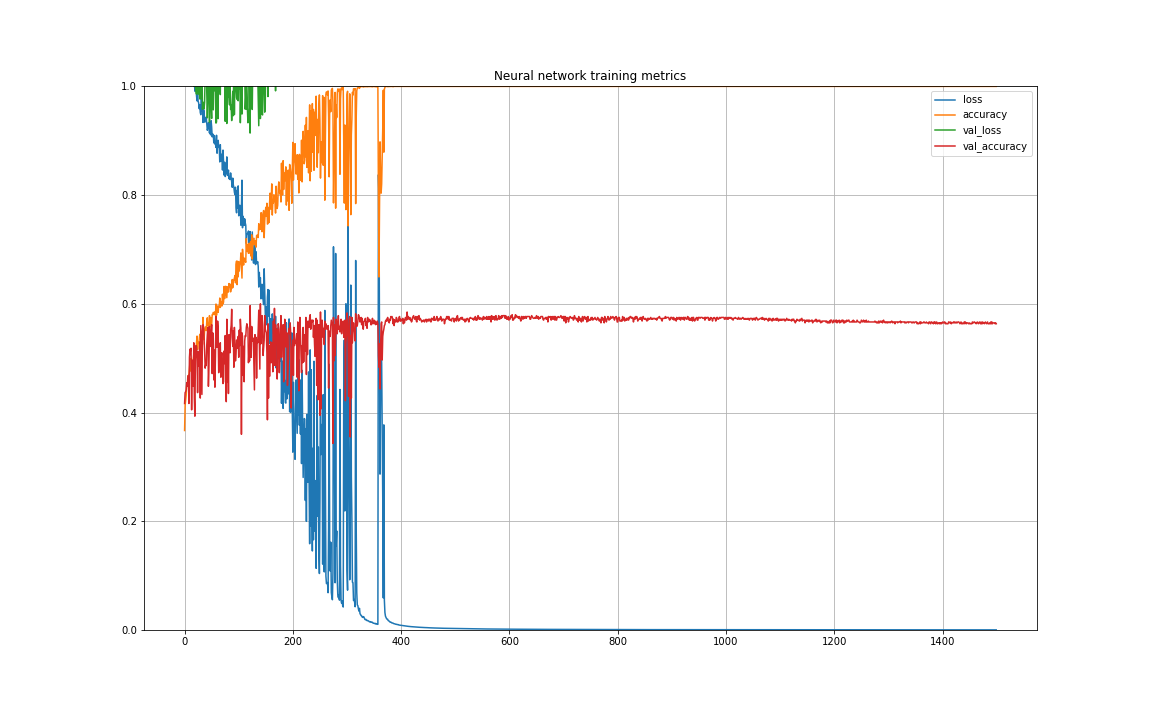 Neural network training metrics
1.0
0.8
0.6
0.4
0.2
0.0
loss
accuracy
val_loss
val_accuracy
0 200 400 600 800 1000 1200 1400